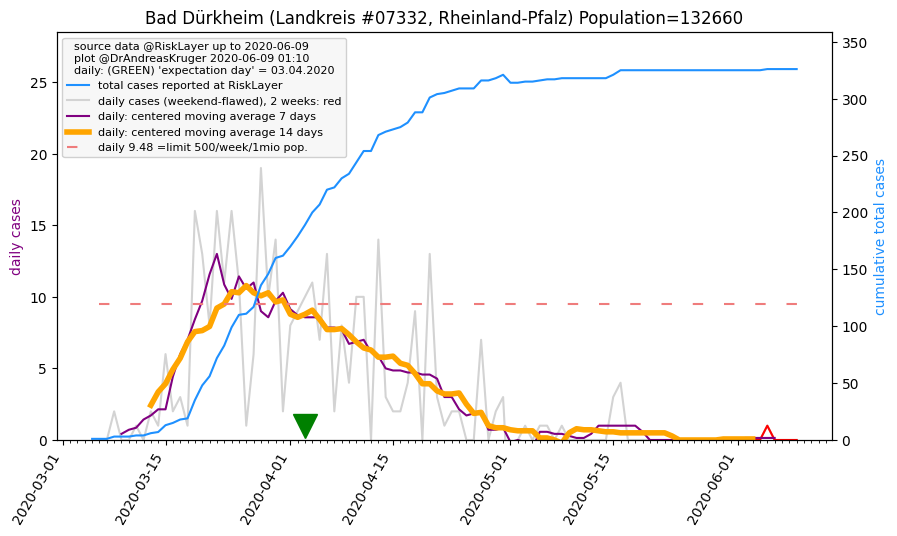 Bad Dürkheim (Landkreis #07332, Rheinland-Pfalz) Population=132660
source data @RiskLayer up to 2020-06-09
plot @DrAndreasKruger 2020-06-09 01:10
daily: (GREEN) 'expectation day' = 03.04.2020
total cases reported at RiskLayer
daily cases (weekend-flawed), 2 weeks: red
daily: centered moving average 7 days
daily: centered moving average 14 days
daily 9.48 =limit 500/week/1mio pop.
daily cases
25
20
15
10
5
0
350
300
250
200
150
100
50
0
cumulative total cases
2020-03-01
2020-03-15
2020-04-01
2020-04-15
2020-05-01
2020-05-15
2020-06-01